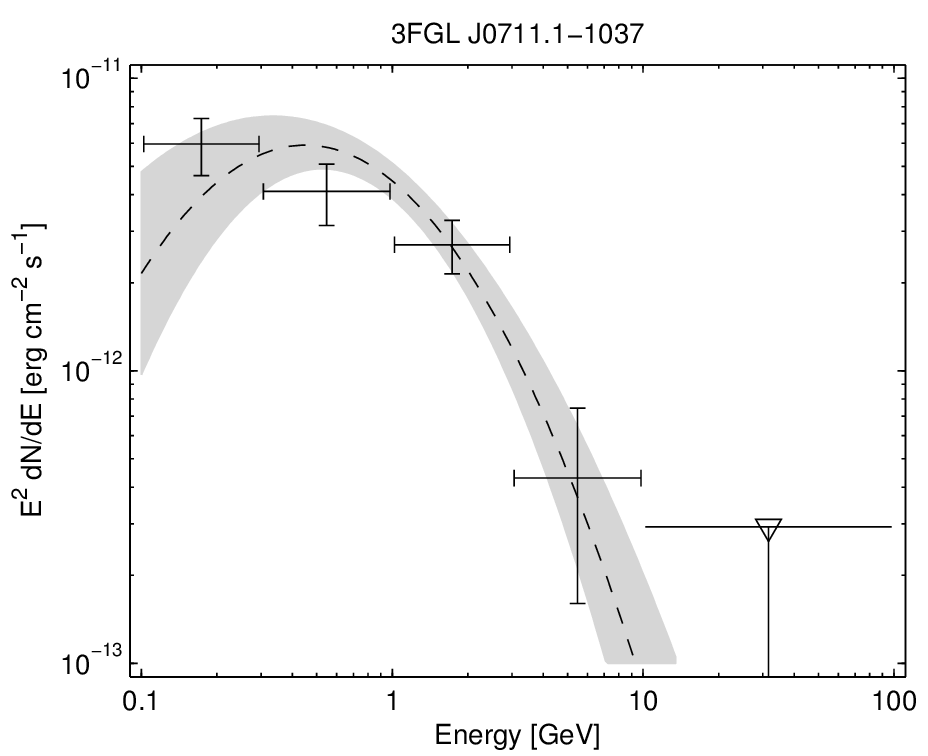 3FGL J0711.1−1037
10⁻¹¹
10⁻¹²
10⁻¹³
E² dN/dE [erg cm⁻² s⁻¹]
0.1 1 10 100
Energy [GeV]